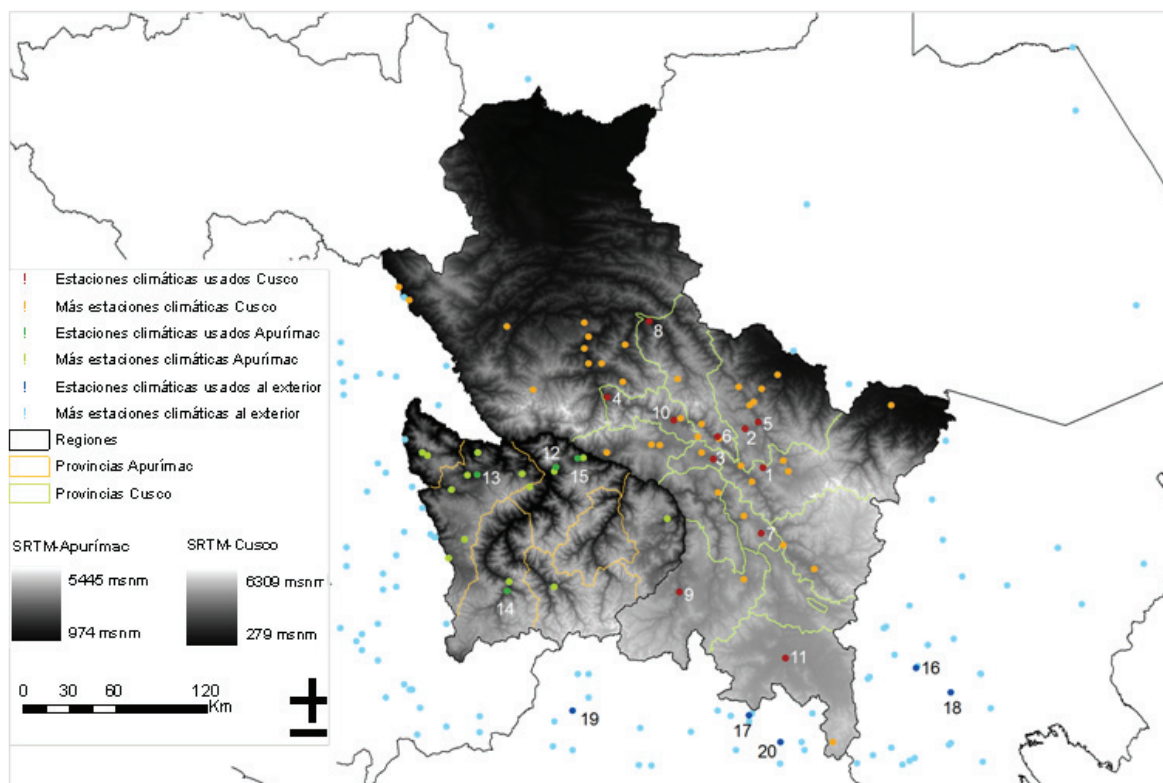 Estaciones climáticas usados Cusco
Más estaciones climáticas Cusco
Estaciones climáticas usados Apurímac
Más estaciones climáticas Apurímac
Estaciones climáticas usados al exterior
Más estaciones climáticas al exterior
Regiones
Provincias Apurímac
Provincias Cusco
SRTM-Apurímac
5445 msnm
974 msnm
SRTM-Cusco
6309 msnm
279 msnm
0 30 60 120
Km
8
4
10
5
2
6
3
1
12
15
13
7
14
9
11
16
18
19
17
20